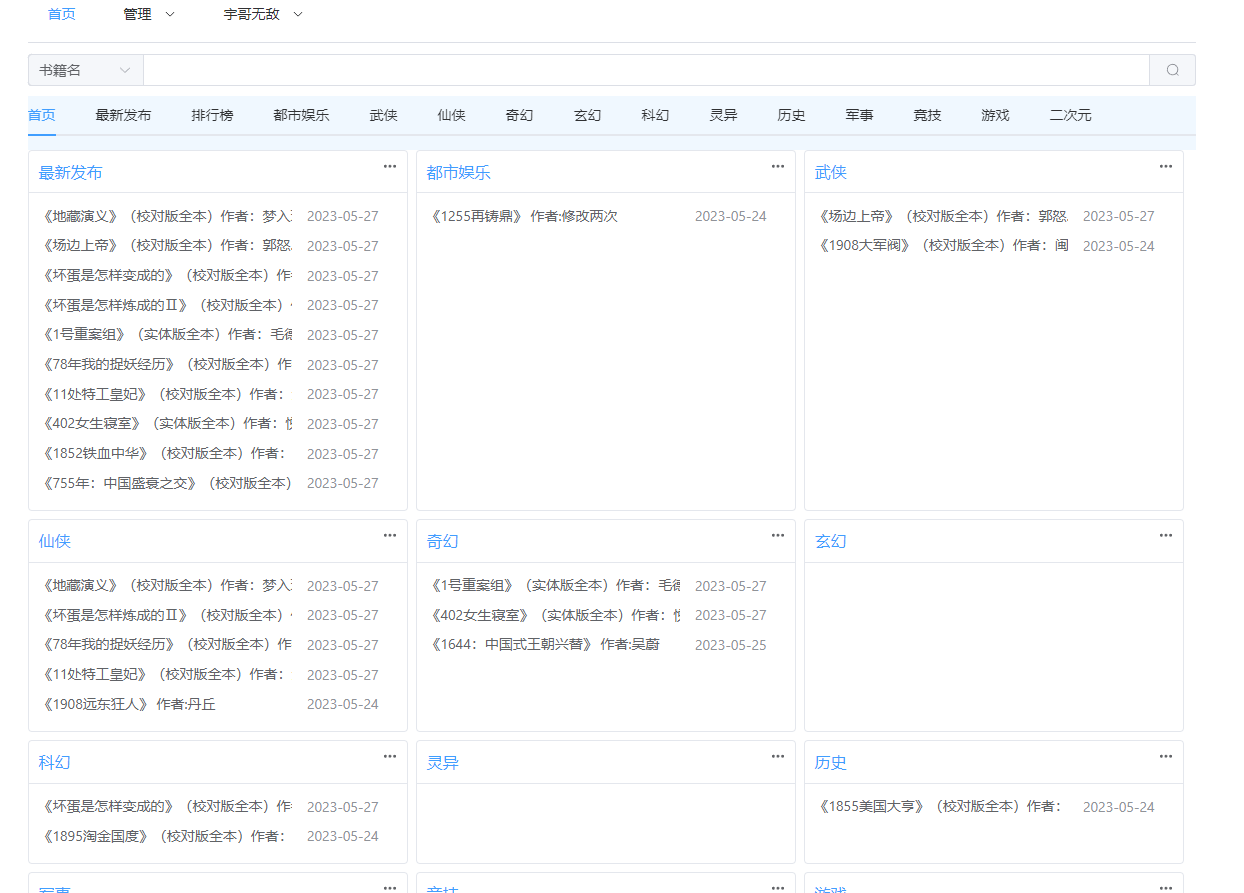 首页 管理 宇哥无敌
书籍名
首页 最新发布 排行榜 都市娱乐 武侠 仙侠 奇幻 玄幻 科幻 灵异 历史 军事 竞技 游戏 二次元
最新发布
《地藏演义》（校对版全本）作者：梦入 2023-05-27
《场边上帝》（校对版全本）作者：郭怒 2023-05-27
《坏蛋是怎样变成的》（校对版全本）作 2023-05-27
《坏蛋是怎样炼成的Ⅱ》（校对版全本） 2023-05-27
《1号重案组》（实体版全本）作者：毛德 2023-05-27
《78年我的捉妖经历》（校对版全本）作 2023-05-27
《11处特工皇妃》（校对版全本）作者： 2023-05-27
《402女生寝室》（实体版全本）作者： 2023-05-27
《1852铁血中华》（校对版全本）作者： 2023-05-27
《755年：中国盛衰之交》（校对版全本） 2023-05-27
都市娱乐
《1255再铸鼎》 作者:修改两次 2023-05-24
武侠
《场边上帝》（校对版全本）作者：郭怒 2023-05-27
《1908大军阀》（校对版全本）作者：闽 2023-05-24
仙侠
《地藏演义》（校对版全本）作者：梦入 2023-05-27
《坏蛋是怎样炼成的Ⅱ》（校对版全本） 2023-05-27
《78年我的捉妖经历》（校对版全本）作 2023-05-27
《11处特工皇妃》（校对版全本）作者： 2023-05-27
《1908远东狂人》 作者:丹丘 2023-05-24
奇幻
《1号重案组》（实体版全本）作者：毛德 2023-05-27
《402女生寝室》（实体版全本）作者： 2023-05-27
《1644：中国式王朝兴替》 作者:吴蔚 2023-05-25
玄幻
科幻
《坏蛋是怎样变成的》（校对版全本）作 2023-05-27
《1895淘金国度》（校对版全本）作者： 2023-05-24
灵异
历史
《1855美国大亨》（校对版全本）作者： 2023-05-24
军事
竞技
游戏